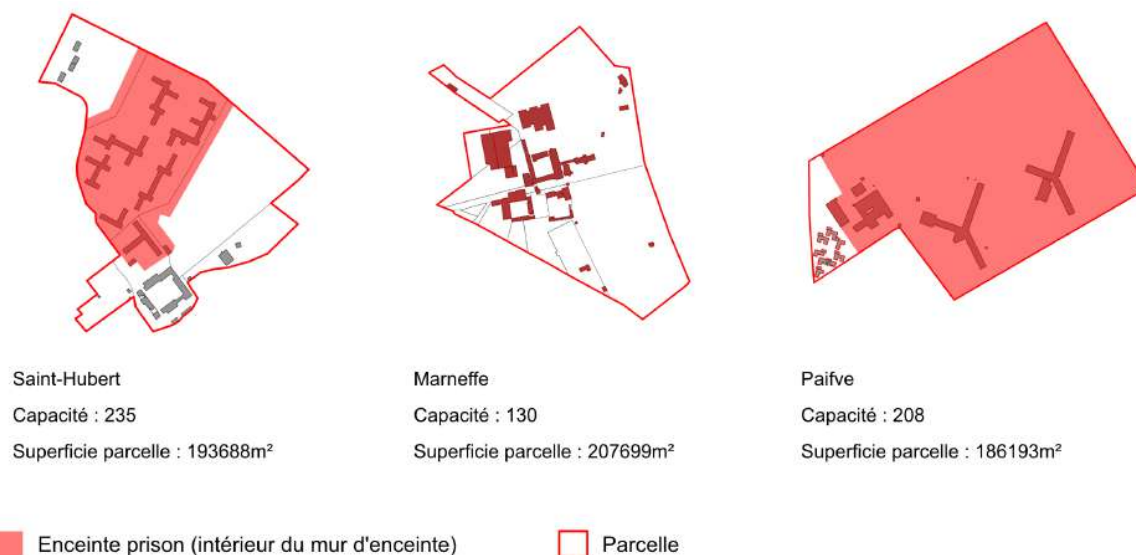 Saint-Hubert
Capacité : 235
Superficie parcelle : 193688m²
Marneffe
Capacité : 130
Superficie parcelle : 207699m²
Paifve
Capacité : 208
Superficie parcelle : 186193m²
Enceinte prison (intérieur du mur d'enceinte)
Parcelle